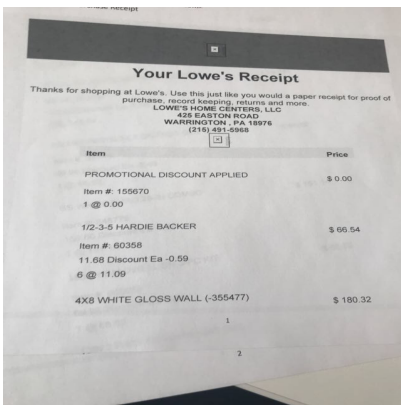 Purchase Receipt
Your Lowe's Receipt
Thanks for shopping at Lowe's. Use this just like you would a paper receipt for proof of
purchase, record keeping, returns and more.
LOWE'S HOME CENTERS, LLC
425 EASTON ROAD
WARRINGTON , PA 18976
(215) 491-5968
Item Price
PROMOTIONAL DISCOUNT APPLIED $ 0.00
Item #: 155670
1 @ 0.00
1/2-3-5 HARDIE BACKER $ 66.54
Item #: 60358
11.68 Discount Ea -0.59
6 @ 11.09
4X8 WHITE GLOSS WALL (-355477) $ 180.32
1
2